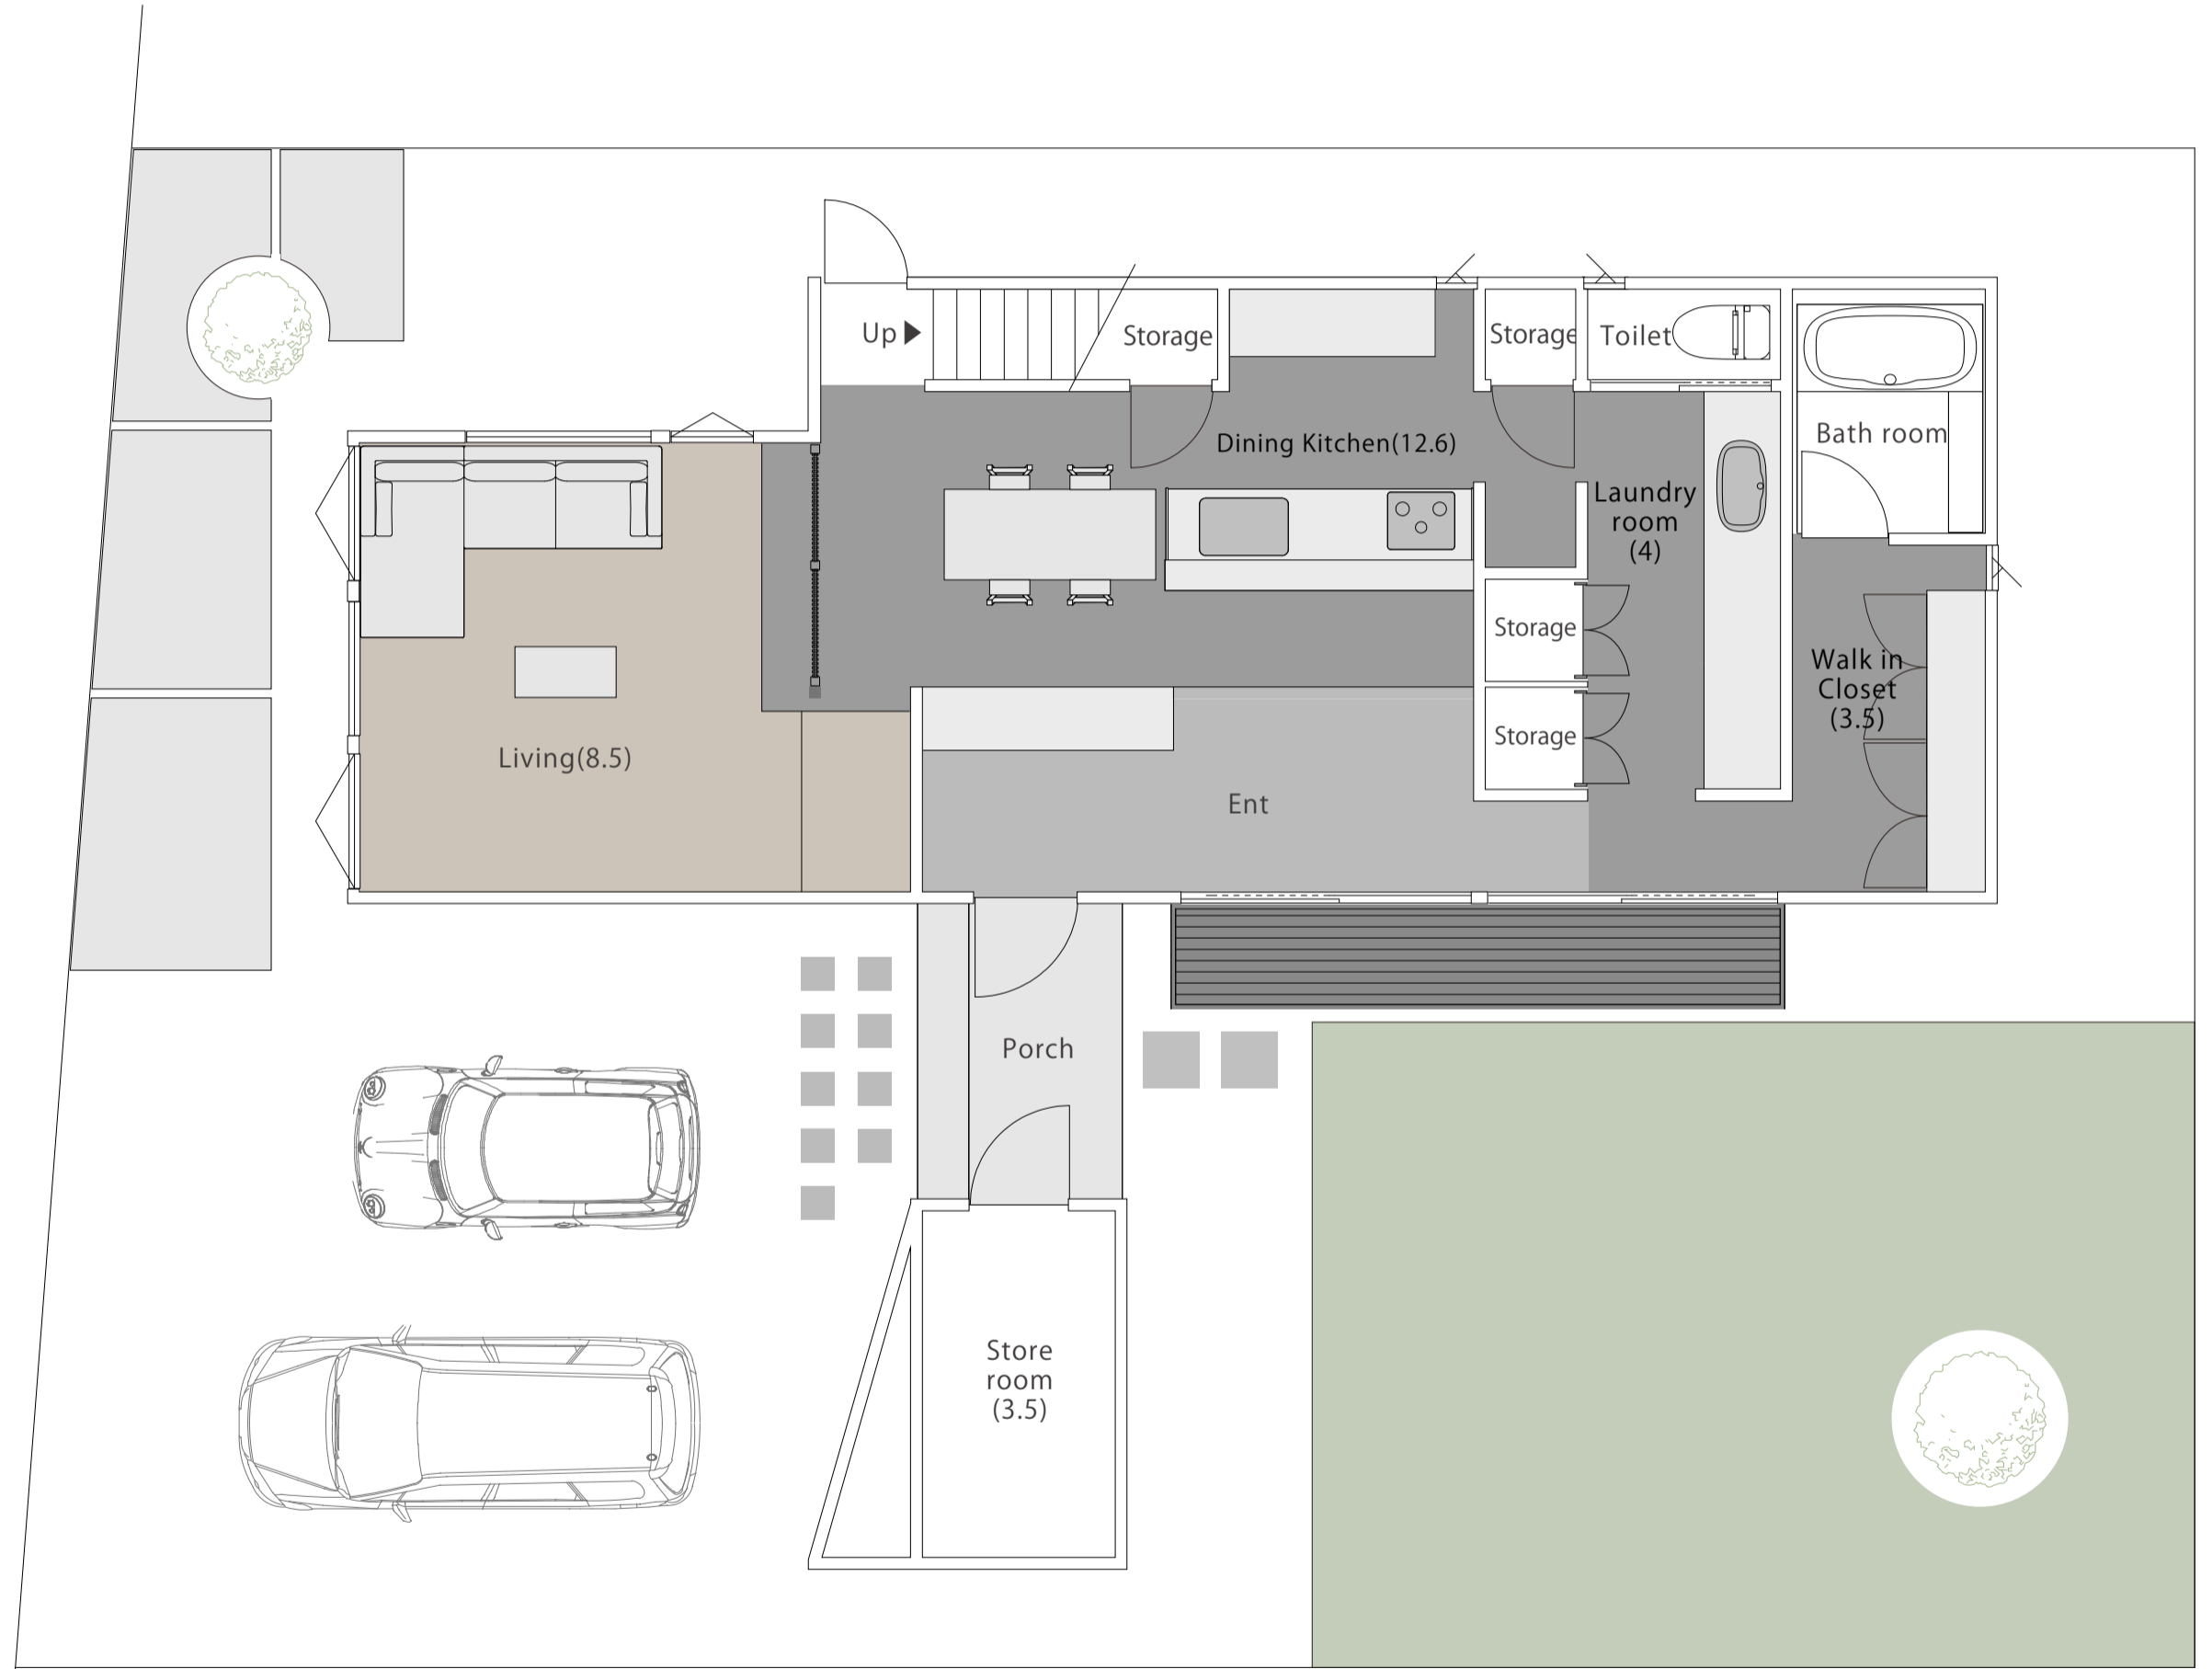 Up
Storage
Storage
Toilet
Bath room
Dining Kitchen(12.6)
Laundry
room
(4)
Storage
Walk in
Closet
(3.5)
Storage
Living(8.5)
Ent
Porch
Store
room
(3.5)